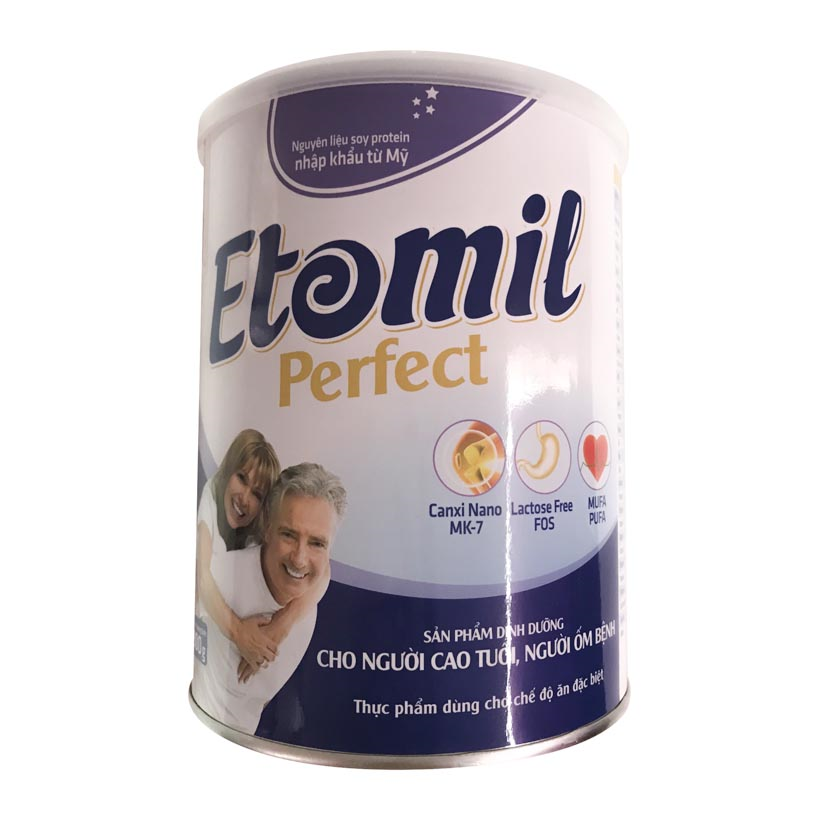 Nguyên liệu soy protein
nhập khẩu từ Mỹ
Etomil
Perfect
Canxi Nano
MK-7
Lactose Free
FOS
MUFA
PUFA
SẢN PHẨM DINH DƯỠNG
CHO NGƯỜI CAO TUỔI, NGƯỜI ỐM BỆNH
Thực phẩm dùng cho chế độ ăn đặc biệt